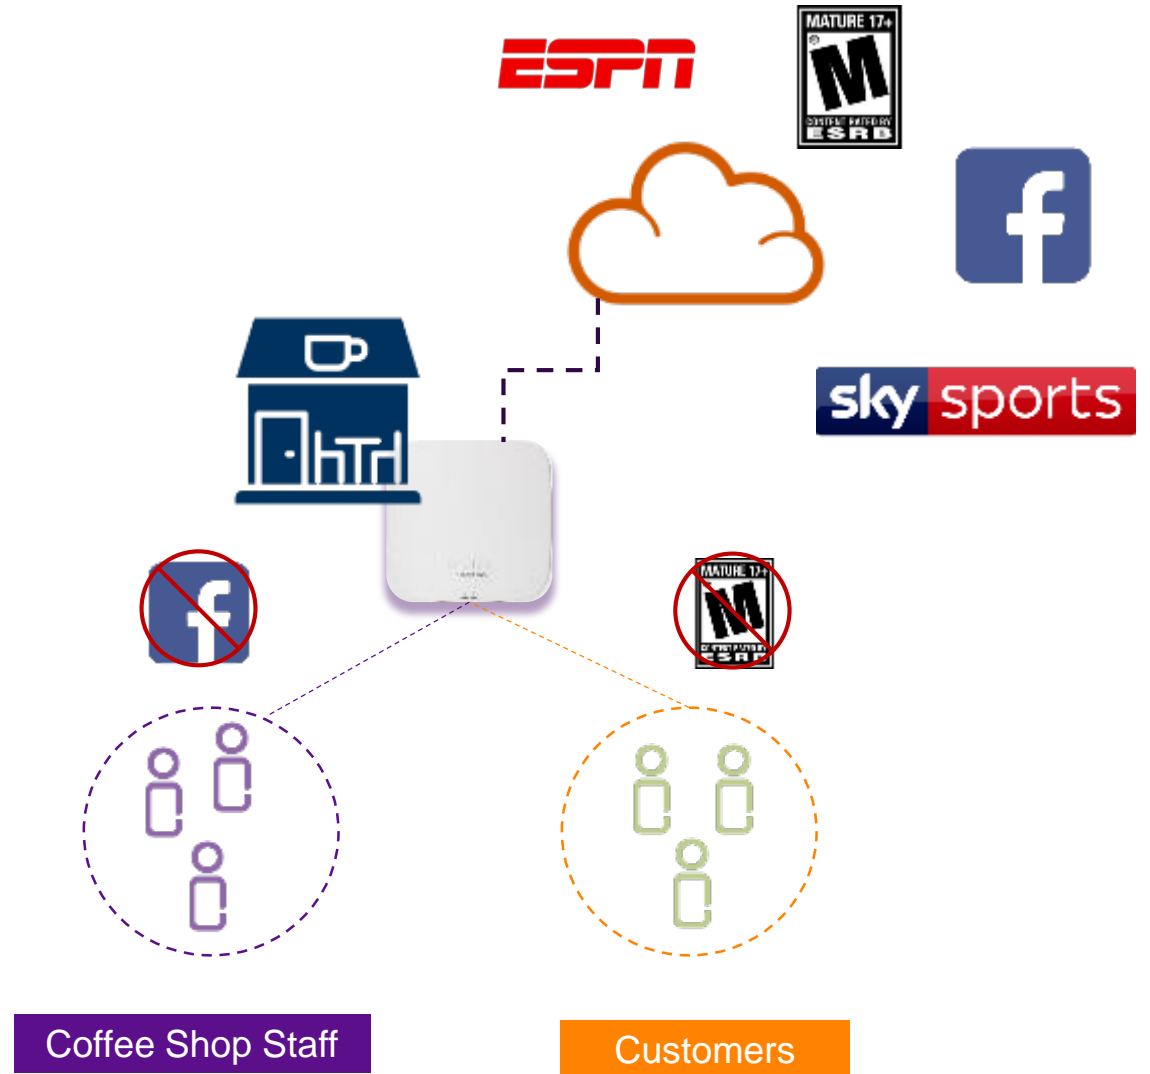 ESPN
MATURE 17+
M
CONTENT RATED BY
ESRB
f
sky sports
f
MATURE 17+
M
Coffee Shop Staff
Customers